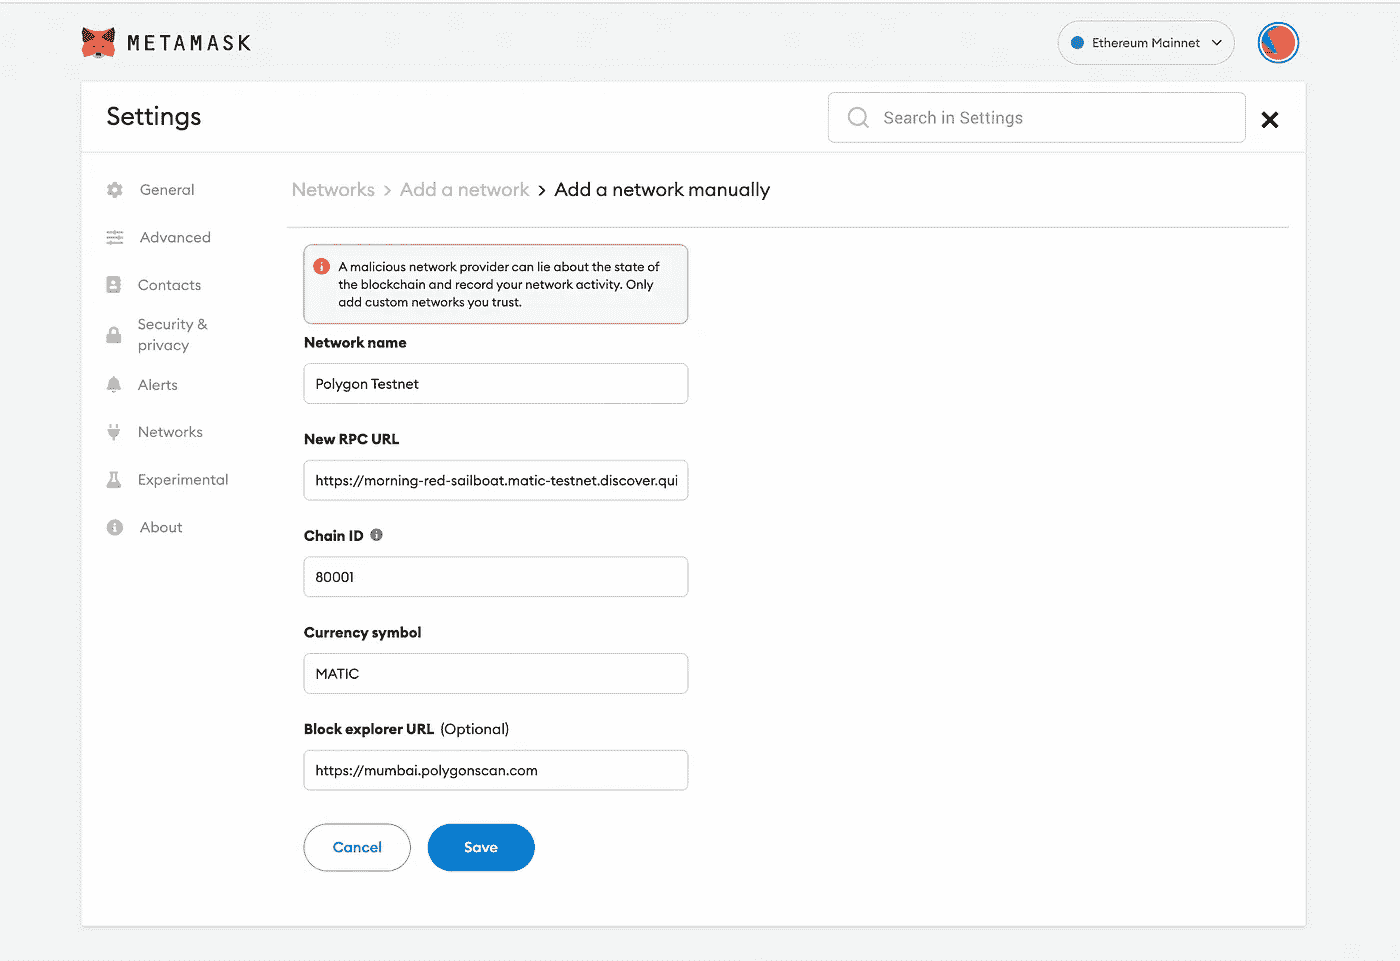 METAMASK
Ethereum Mainnet
Settings
Search in Settings
General
Advanced
Contacts
Security &
privacy
Alerts
Networks
Experimental
About
Networks > Add a network > Add a network manually
A malicious network provider can lie about the state of
the blockchain and record your network activity. Only
add custom networks you trust.
Network name
Polygon Testnet
New RPC URL
https://morning-red-sailboat.matic-testnet.discover.qui
Chain ID
80001
Currency symbol
MATIC
Block explorer URL (Optional)
https://mumbai.polygonscan.com
Cancel
Save